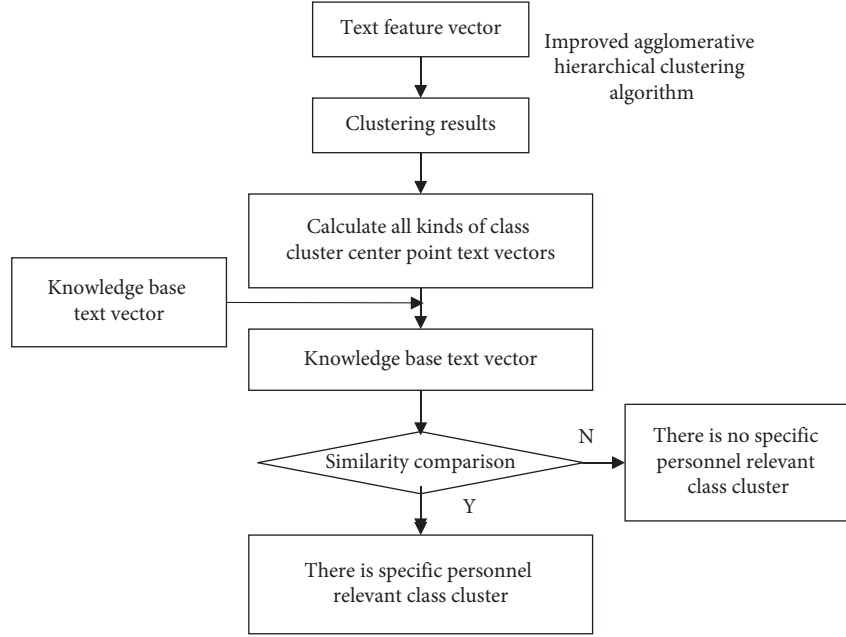 Text feature vector
Improved agglomerative
hierarchical clustering
algorithm
Clustering results
Calculate all kinds of class
cluster center point text vectors
Knowledge base
text vector
Knowledge base text vector
Similarity comparison
N
There is no specific
personnel relevant
class cluster
Y
There is specific personnel
relevant class cluster